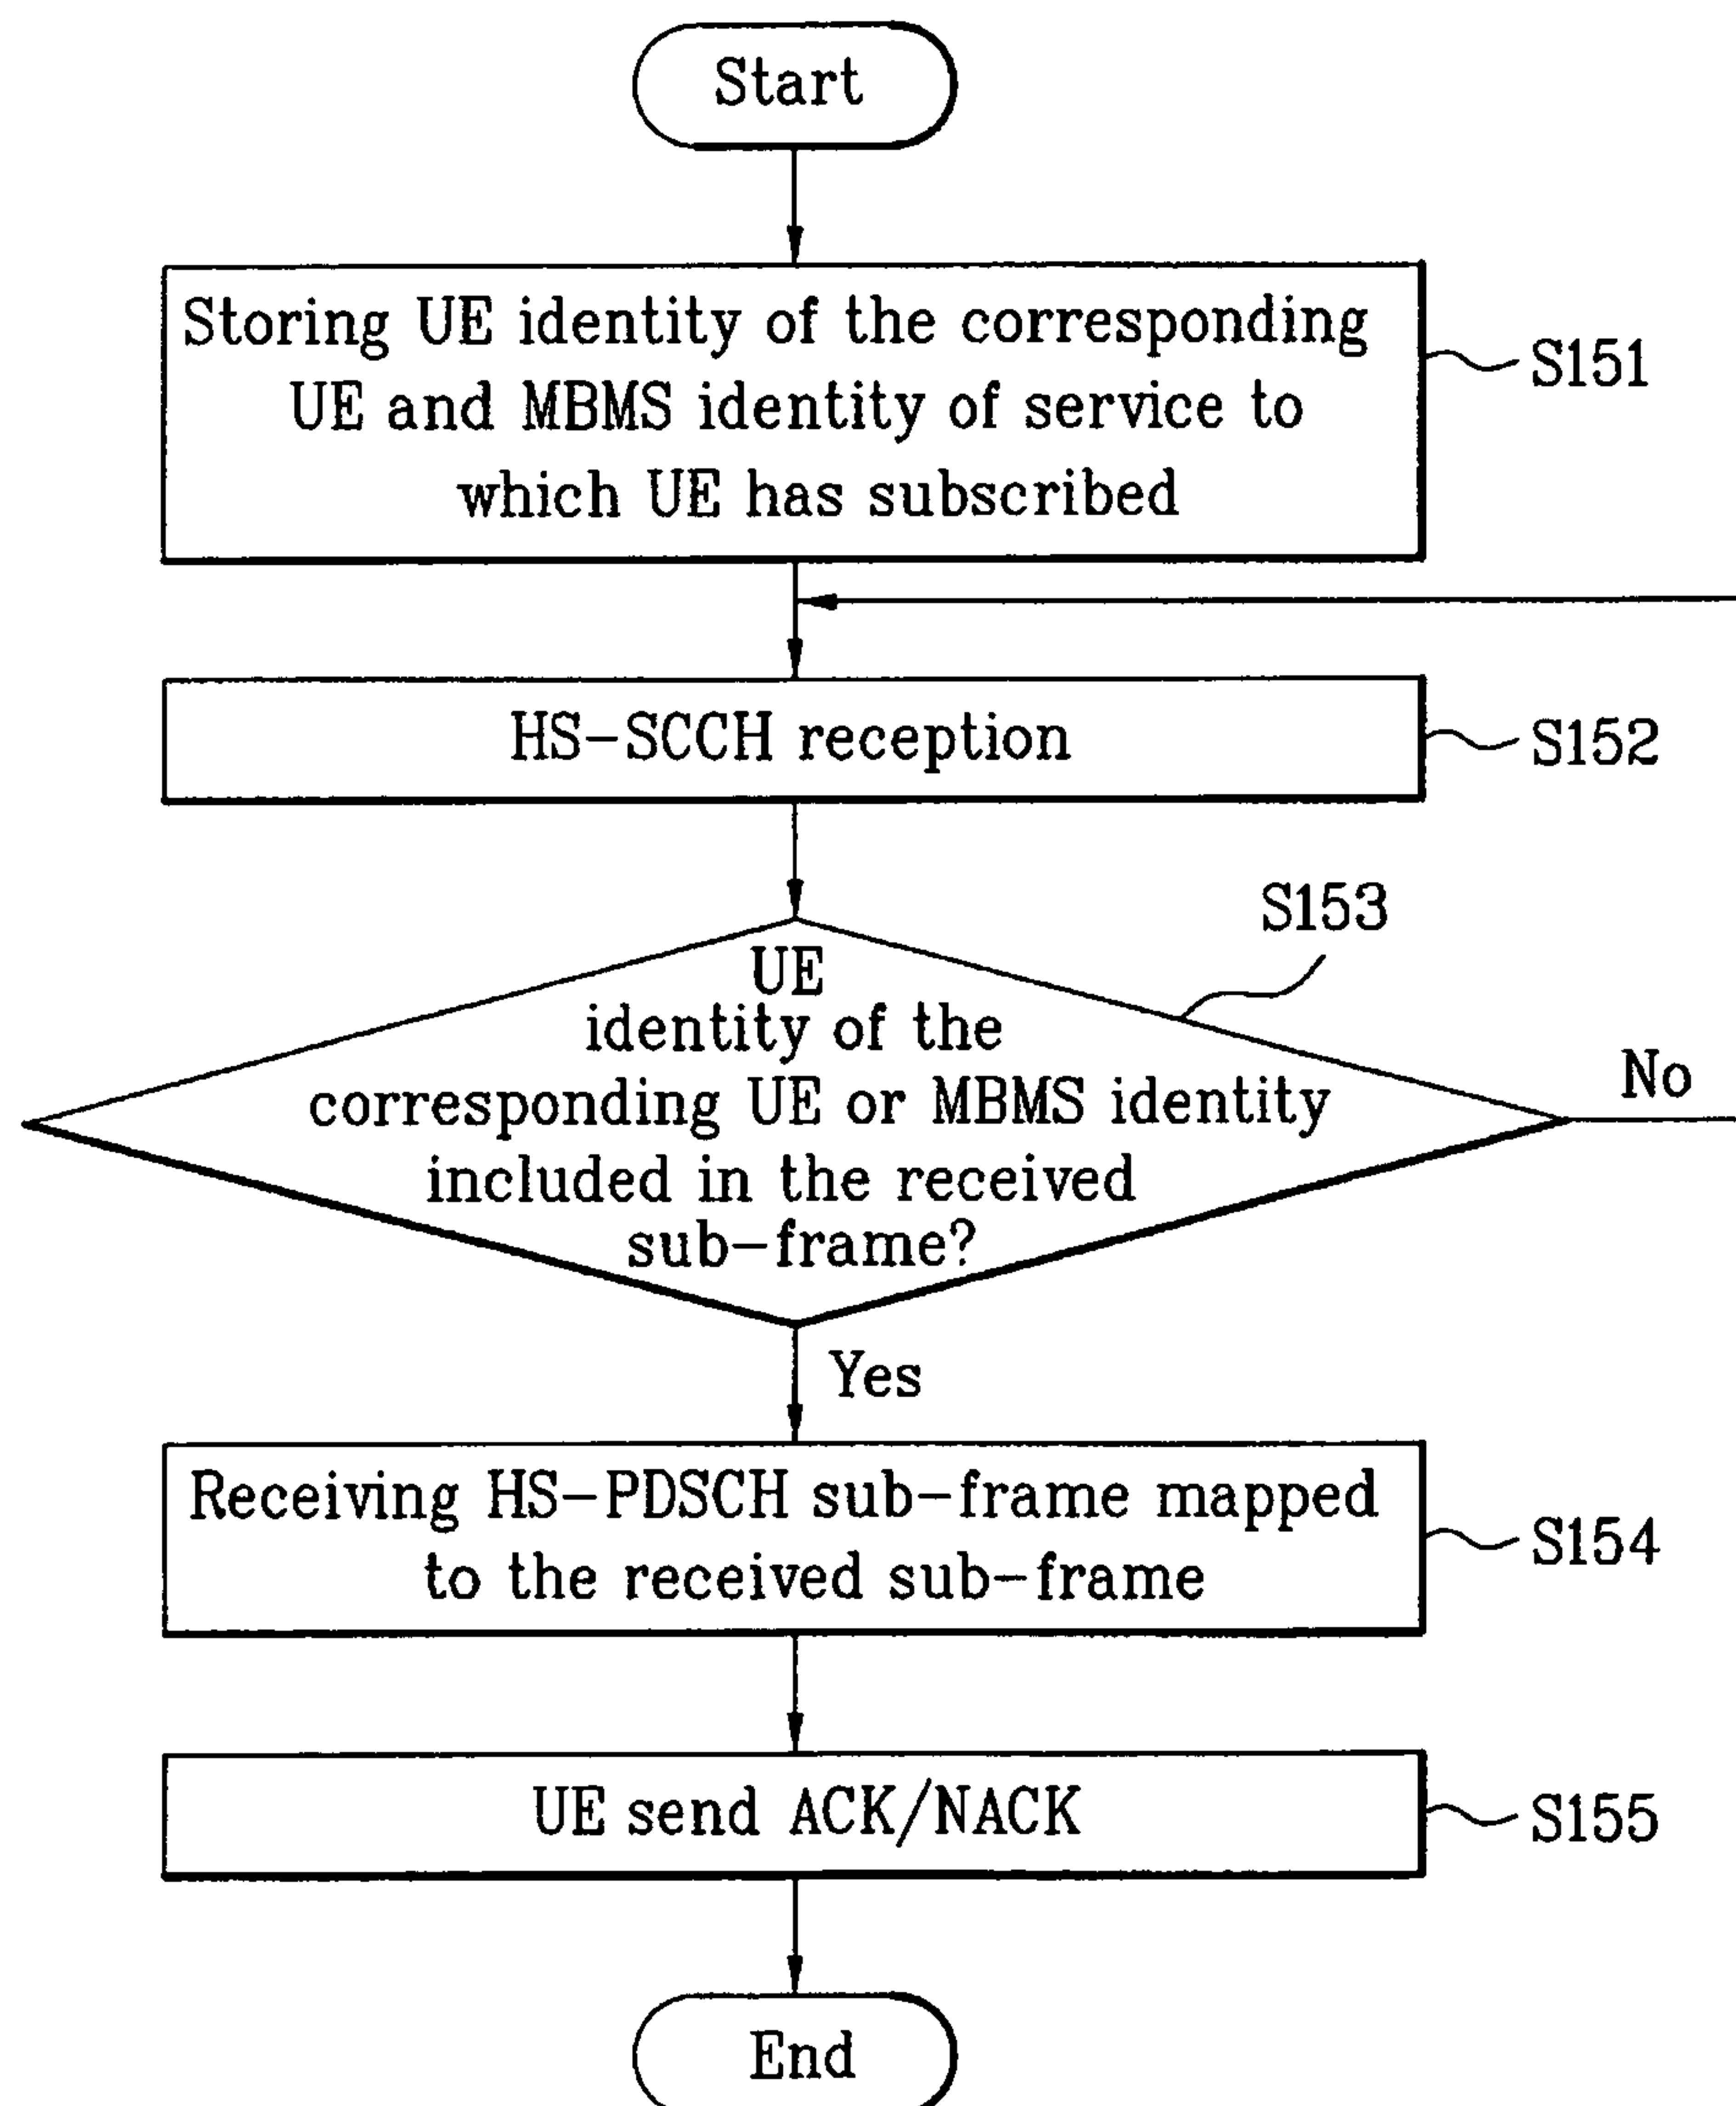 Start
Storing UE identity of the corresponding
UE and MBMS identity of service to
which UE has subscribed
S151
HS-SCCH reception
S152
S153
UE
identity of the
corresponding UE or MBMS identity
included in the received
sub-frame?
No
Yes
Receiving HS-PDSCH sub-frame mapped
to the received sub-frame
S154
UE send ACK/NACK
S155
End